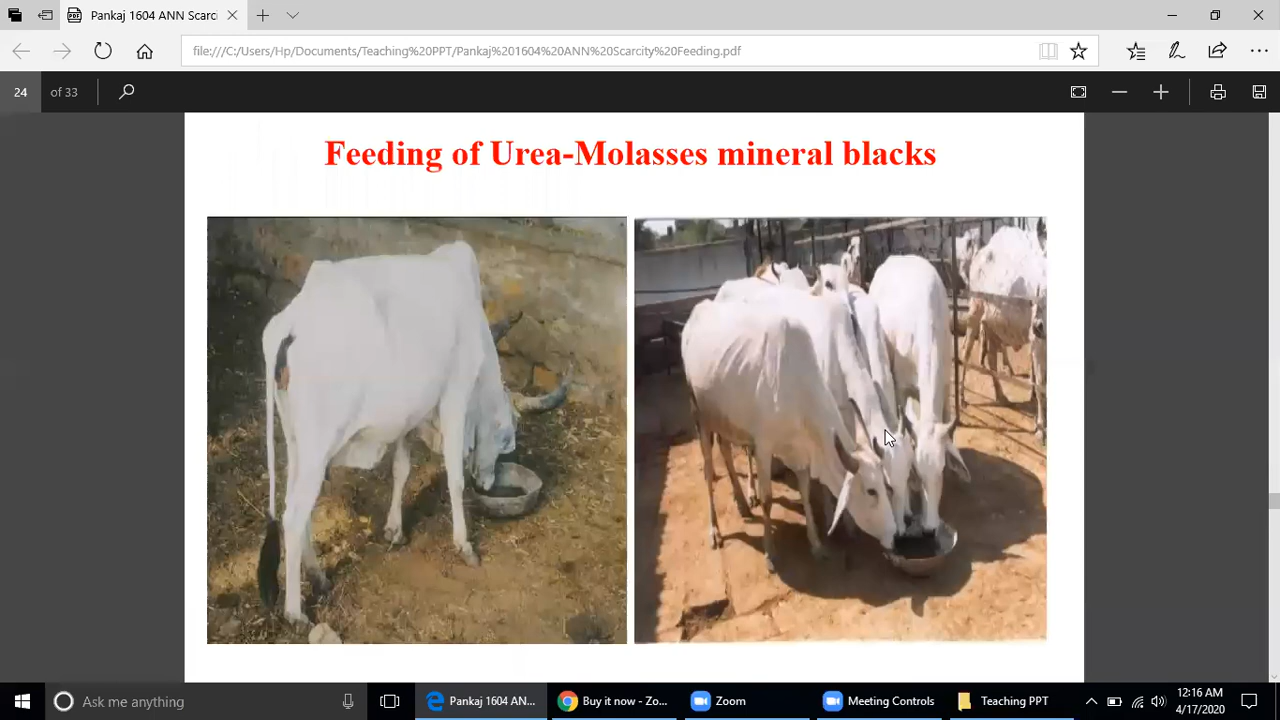 Pankaj 1604 ANN Scarci
file:///C:/Users/Hp/Documents/Teaching%20PPT/Pankaj%201604%20ANN%20Scarcity%20Feeding.pdf
24 of 33
Feeding of Urea-Molasses mineral blacks
Ask me anything
Pankaj 1604 AN...
Buy it now - Zo...
Zoom
Meeting Controls
Teaching PPT
12:16 AM
4/17/2020